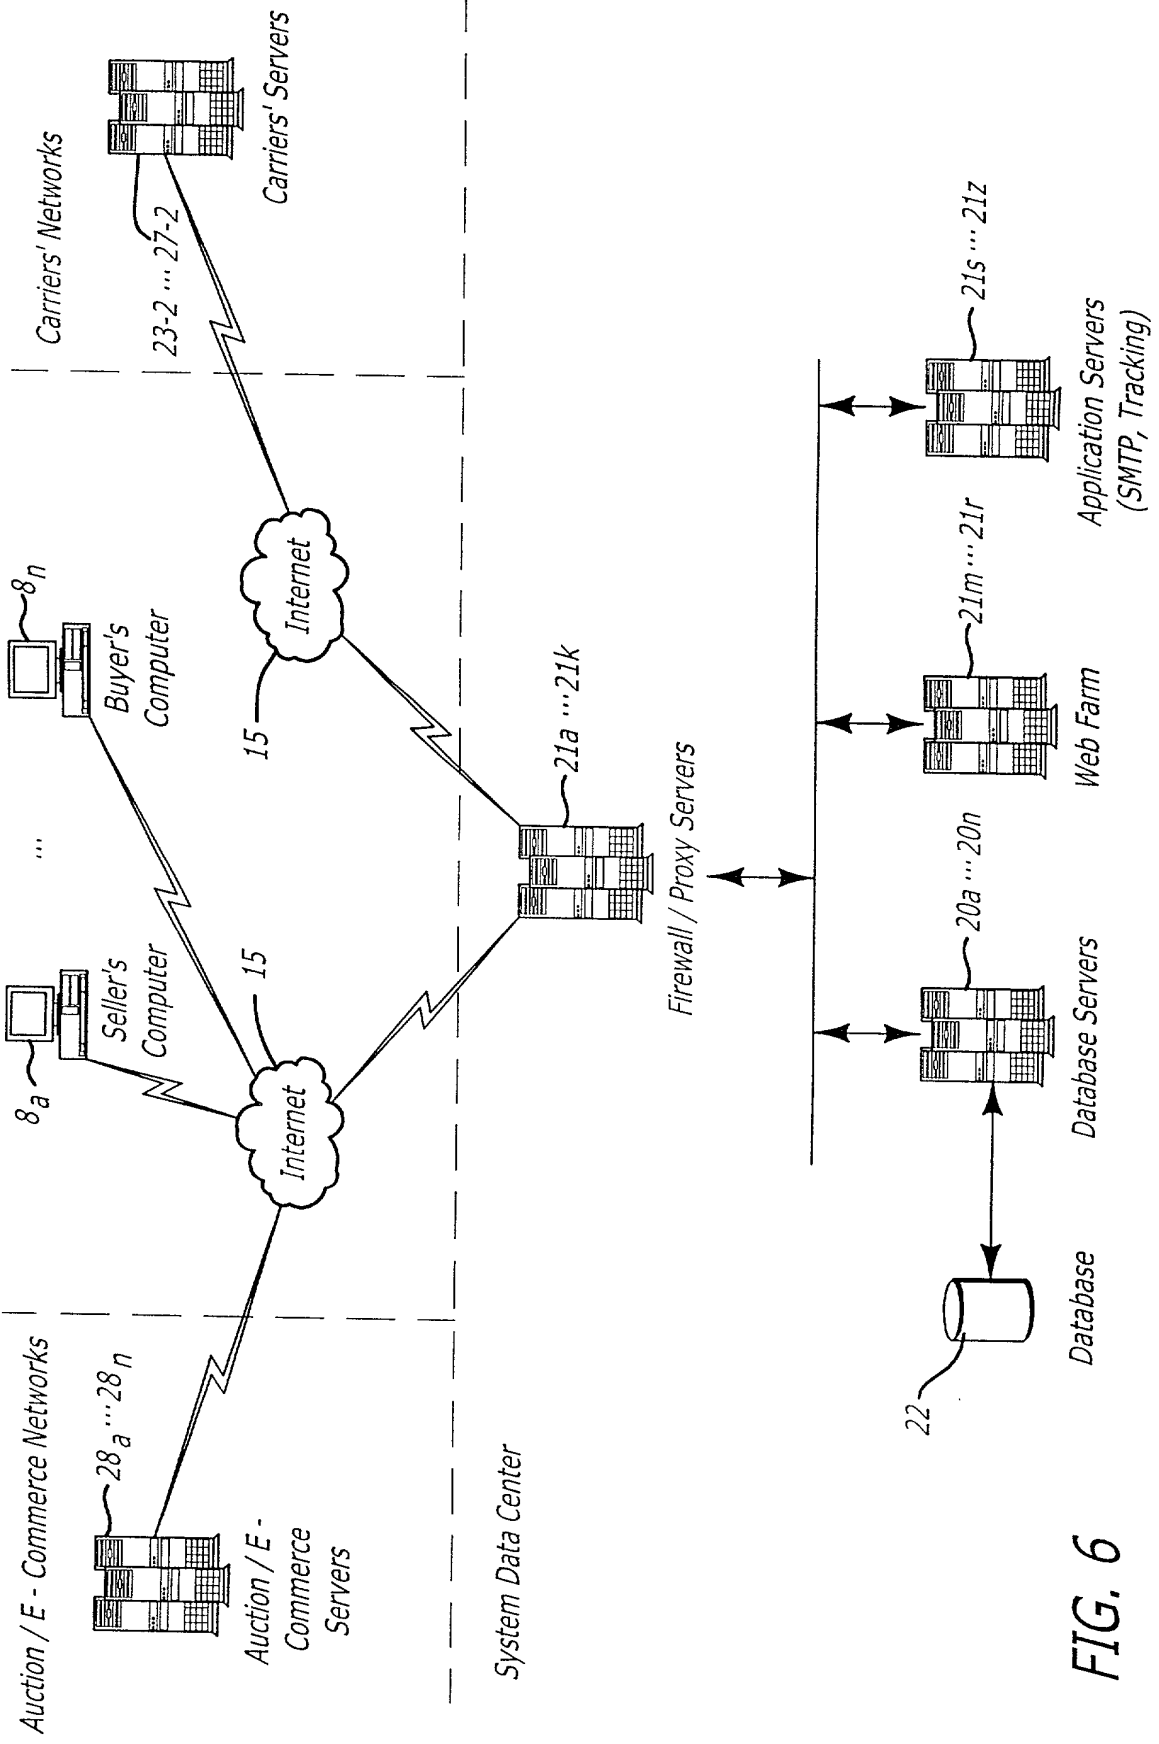 Auction / E - Commerce Networks
Carriers' Networks
28a ... 28n
8a
...
8n
23-2 ... 27-2
Auction / E -
Commerce
Servers
Seller's
Computer
Buyer's
Computer
Carriers' Servers
15
15
Internet
Internet
System Data Center
21a ... 21k
Firewall / Proxy Servers
22
20a ... 20n
21m ... 21r
21s ... 21z
Database
Database Servers
Web Farm
Application Servers
(SMTP, Tracking)
FIG. 6